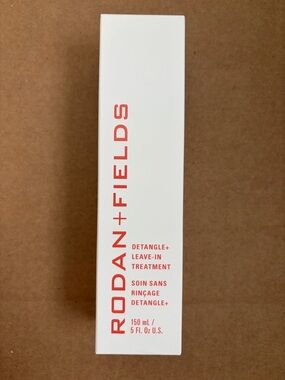 RODAN+FIELDS
DETANGLE+
LEAVE-IN
TREATMENT
SOIN SANS
RINÇAGE
DETANGLE+
150 mL /
5 Fl. Oz U.S.